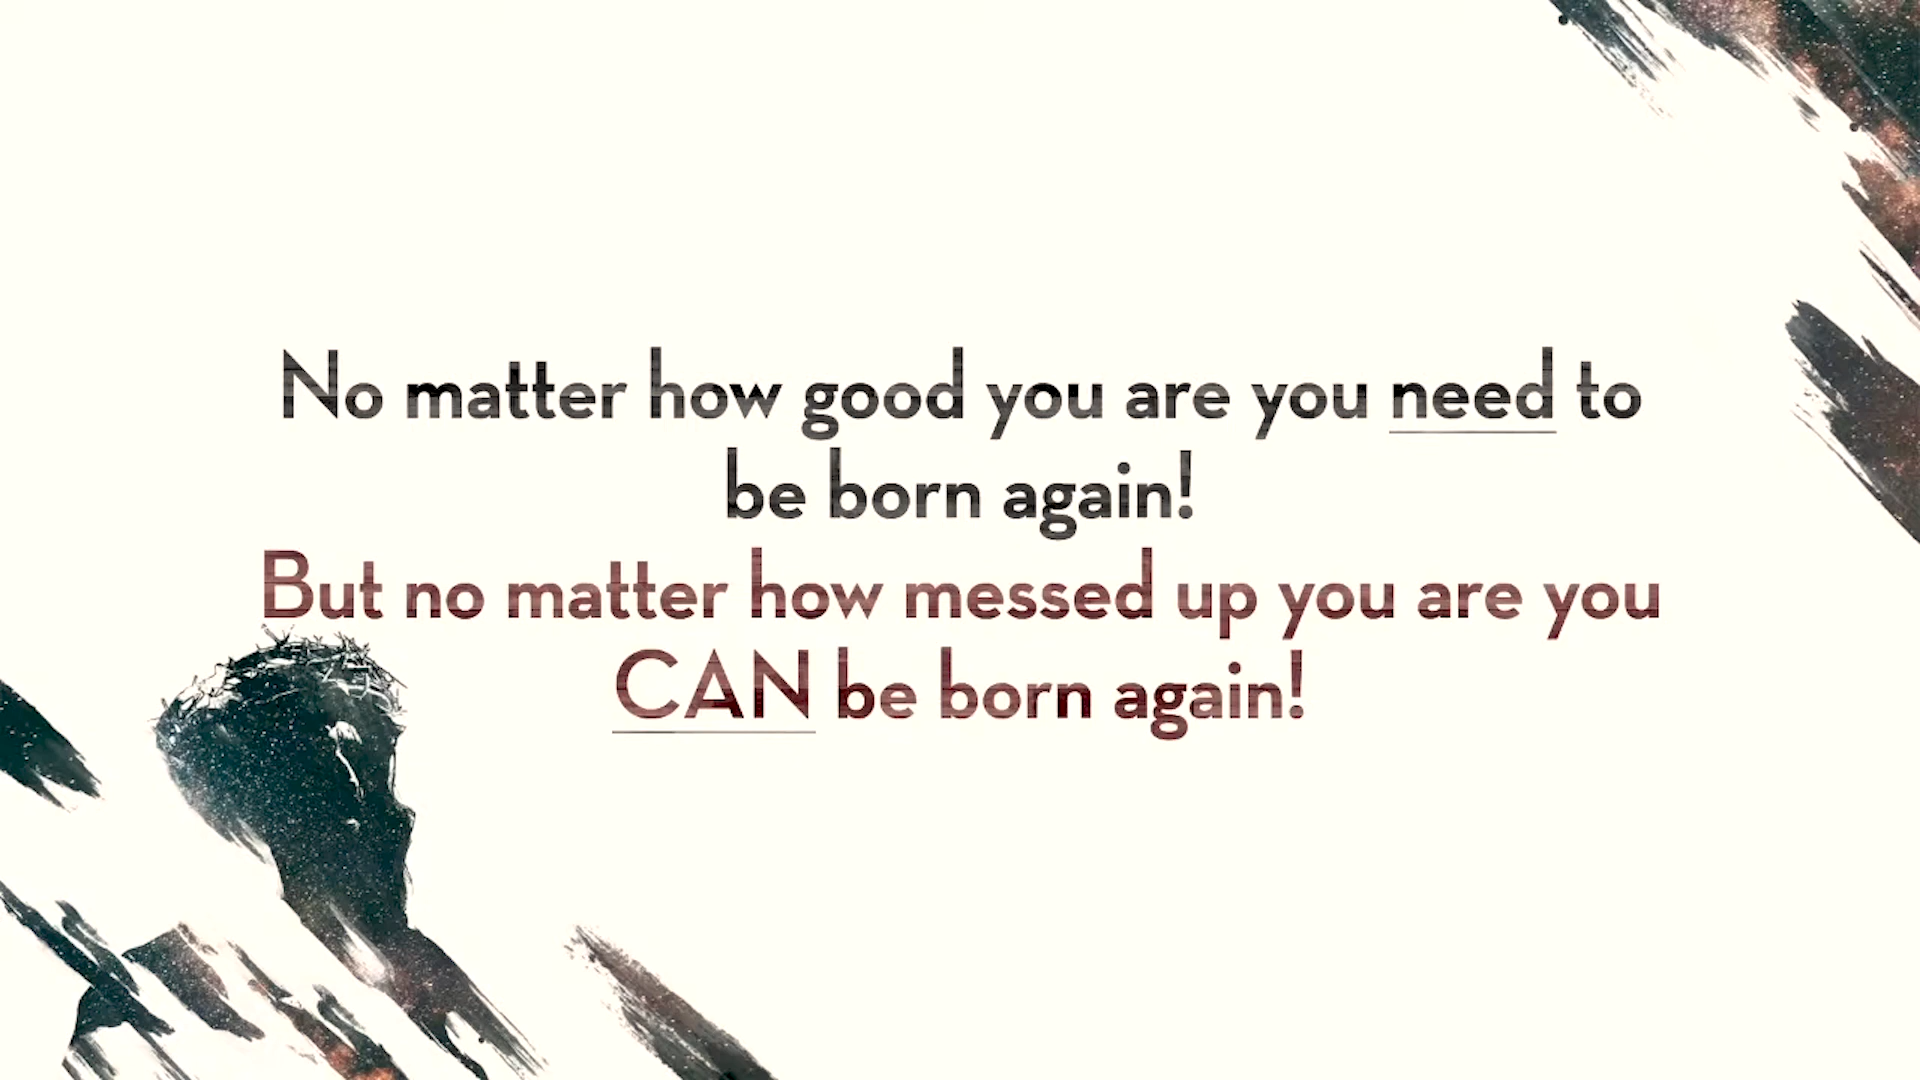 No matter how good you are you need to
be born again!
But no matter how messed up you are you
CAN be born again!